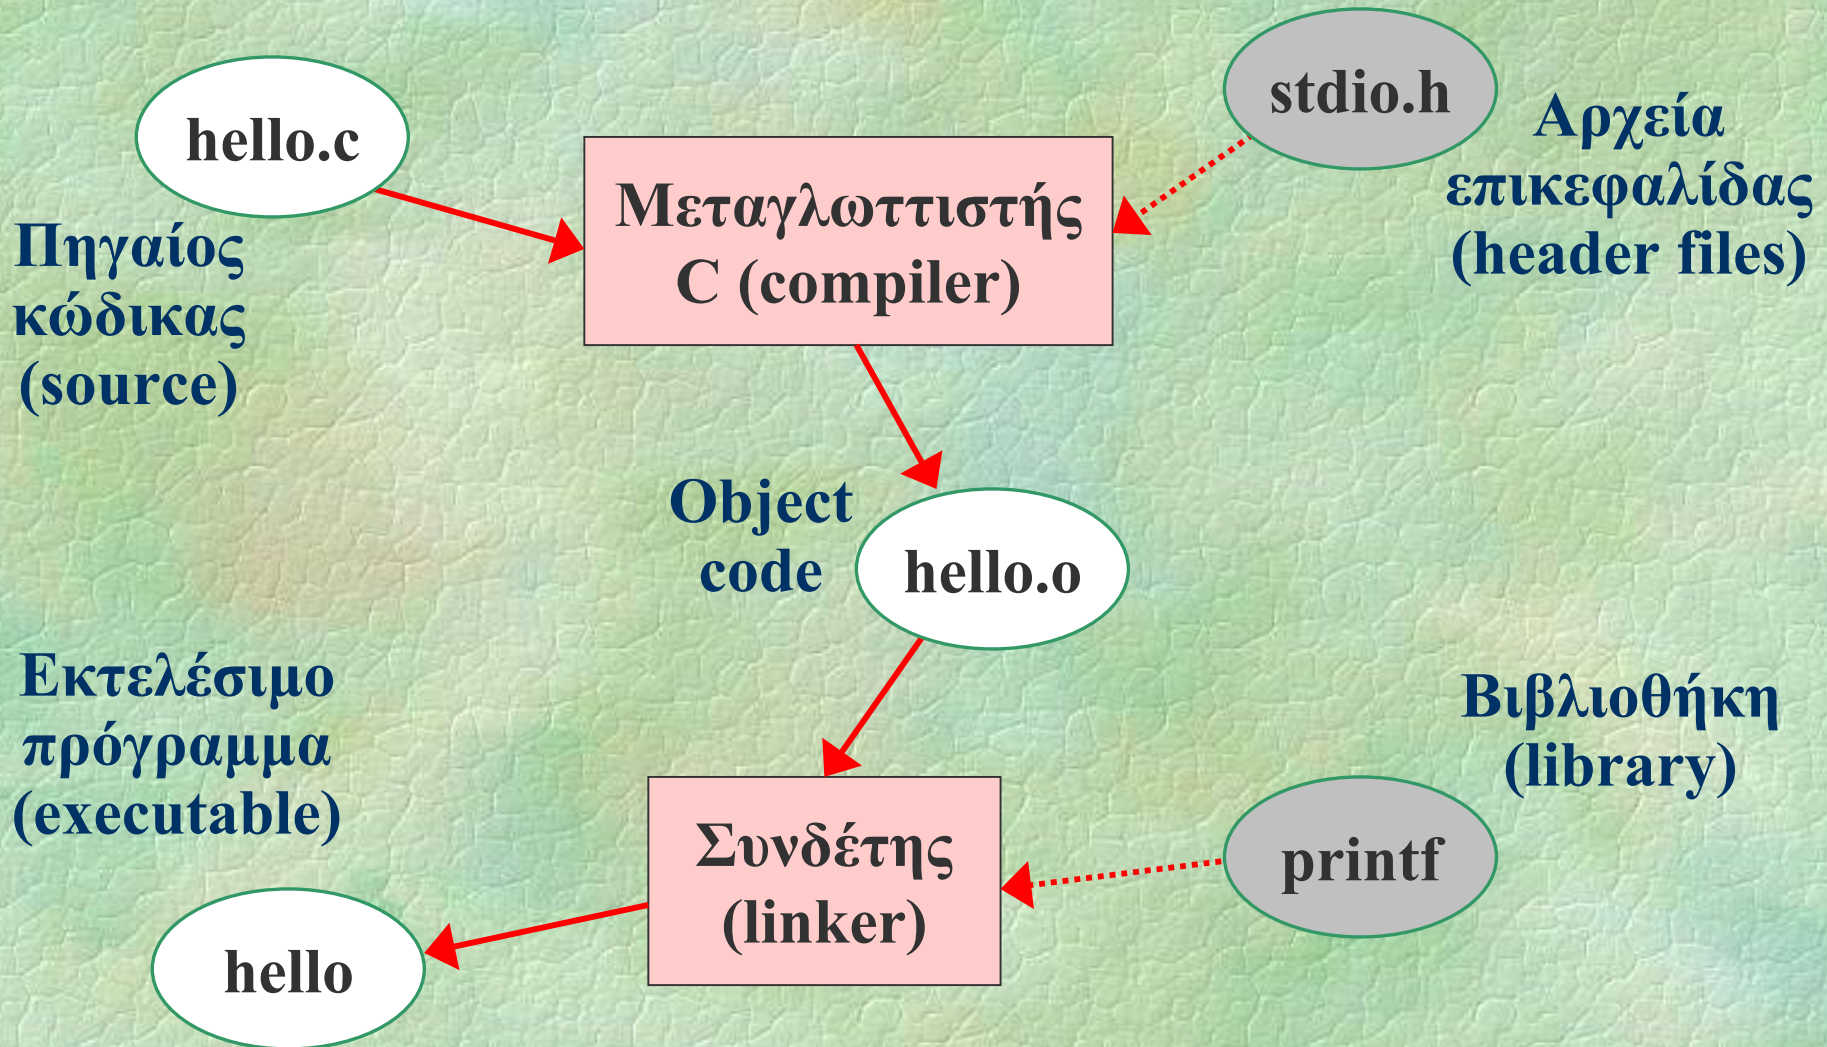 hello.c
Πηγαίος
κώδικας
(source)
Μεταγλωττιστής
C (compiler)
stdio.h
Αρχεία
επικεφαλίδας
(header files)
Object
code
hello.o
Εκτελέσιμο
πρόγραμμα
(executable)
hello
Συνδέτης
(linker)
Βιβλιοθήκη
(library)
printf